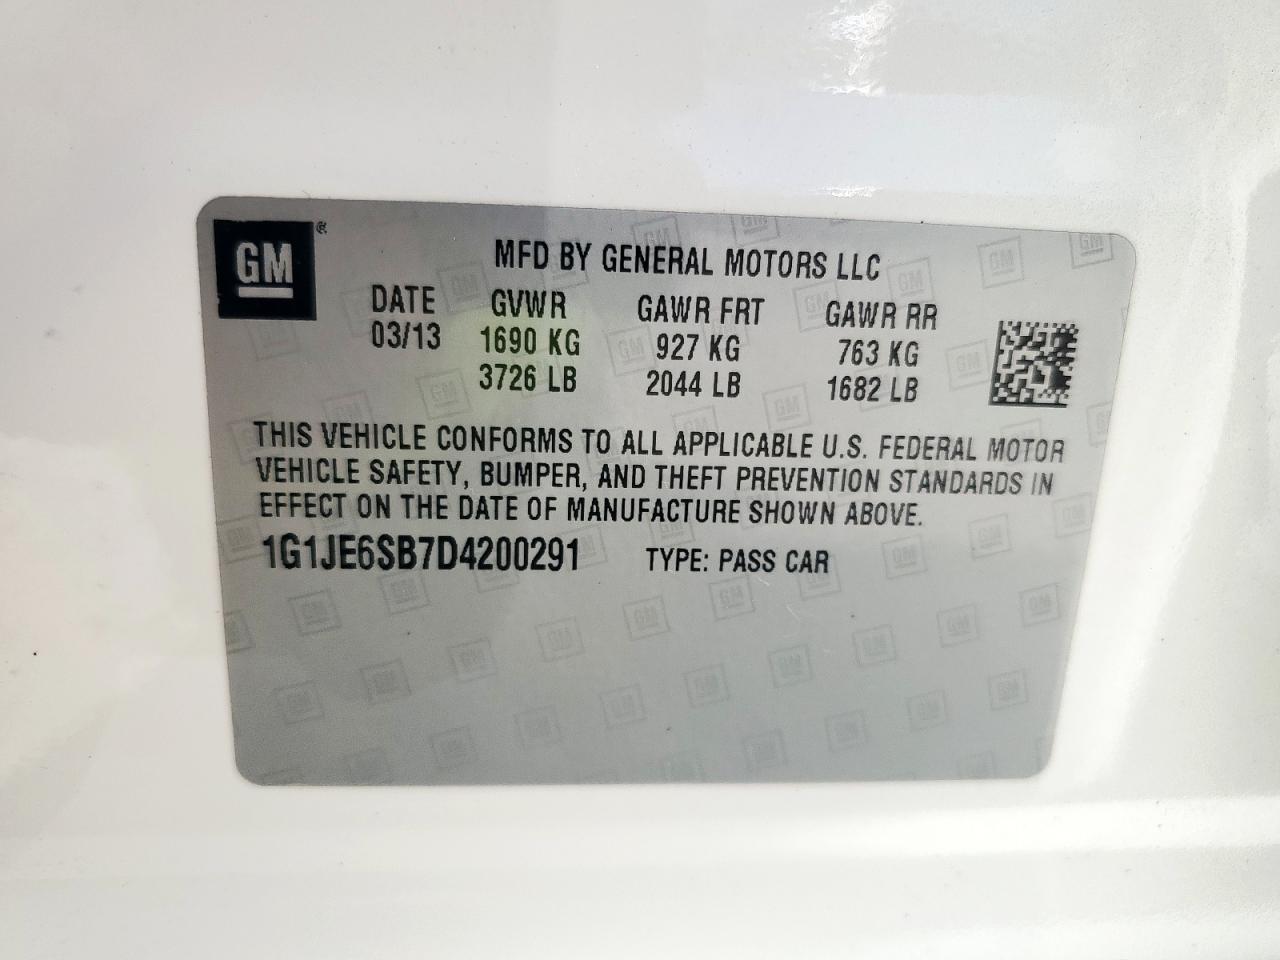 GM®
MFD BY GENERAL MOTORS LLC
DATE GVWR GAWR FRT GAWR RR
03/13 1690 KG 927 KG 763 KG
3726 LB 2044 LB 1682 LB
THIS VEHICLE CONFORMS TO ALL APPLICABLE U.S. FEDERAL MOTOR
VEHICLE SAFETY, BUMPER, AND THEFT PREVENTION STANDARDS IN
EFFECT ON THE DATE OF MANUFACTURE SHOWN ABOVE.
1G1JE6SB7D4200291 TYPE: PASS CAR